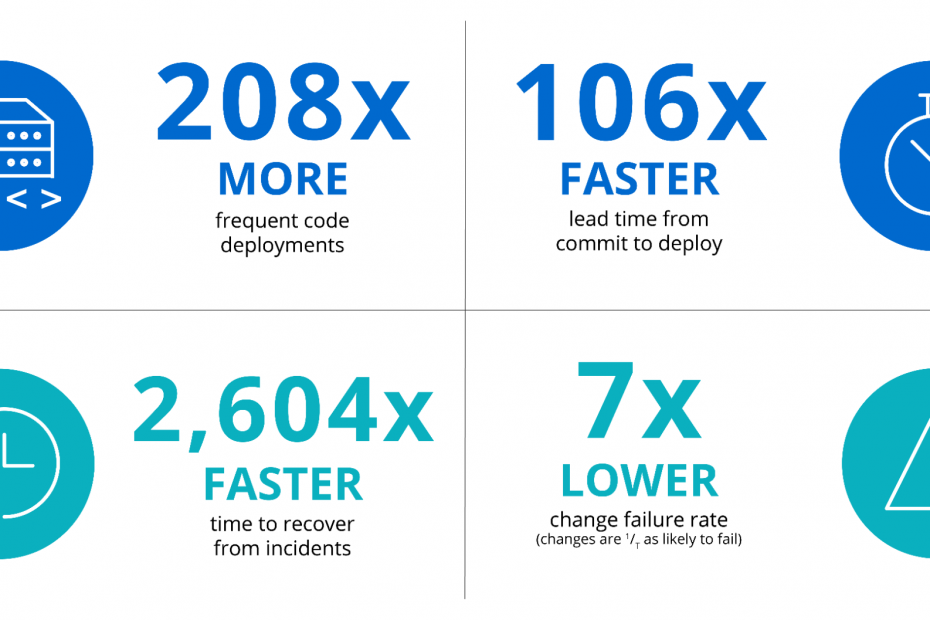 208x
MORE
frequent code
deployments
106x
FASTER
lead time from
commit to deploy
2,604x
FASTER
time to recover
from incidents
7x
LOWER
change failure rate
(changes are 1/T as likely to fail)